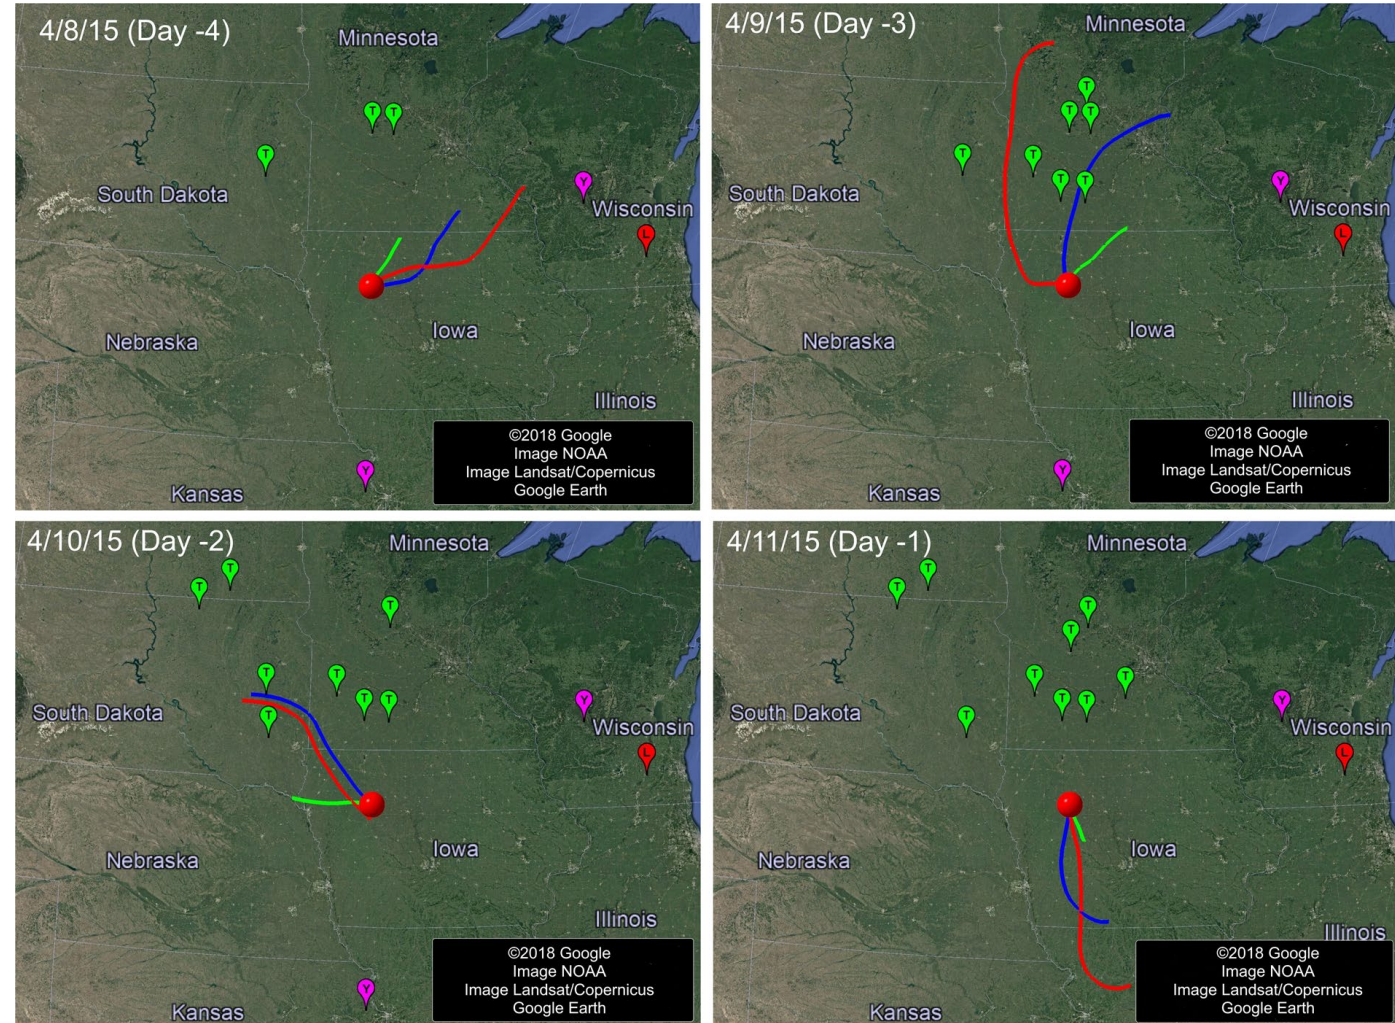 4/8/15 (Day -4)
Minnesota
T T
T
Y
South Dakota
Wisconsin
L
Iowa
Nebraska
Illinois
©2018 Google
Image NOAA
Image Landsat/Copernicus
Google Earth
Y
Kansas
4/9/15 (Day -3)
Minnesota
T
T T
T T
T T
Y
South Dakota
Wisconsin
L
Iowa
Nebraska
Illinois
©2018 Google
Image NOAA
Image Landsat/Copernicus
Google Earth
Y
Kansas
4/10/15 (Day -2)
Minnesota
T
T
T
T T
T T
Y
South Dakota
T
Wisconsin
L
Iowa
Nebraska
Illinois
©2018 Google
Image NOAA
Image Landsat/Copernicus
Google Earth
Y
Kansas
4/11/15 (Day -1)
Minnesota
T
T
T
T
T T
T T
Y
South Dakota
T
Wisconsin
L
Iowa
Nebraska
Illinois
©2018 Google
Image NOAA
Image Landsat/Copernicus
Google Earth
Kansas